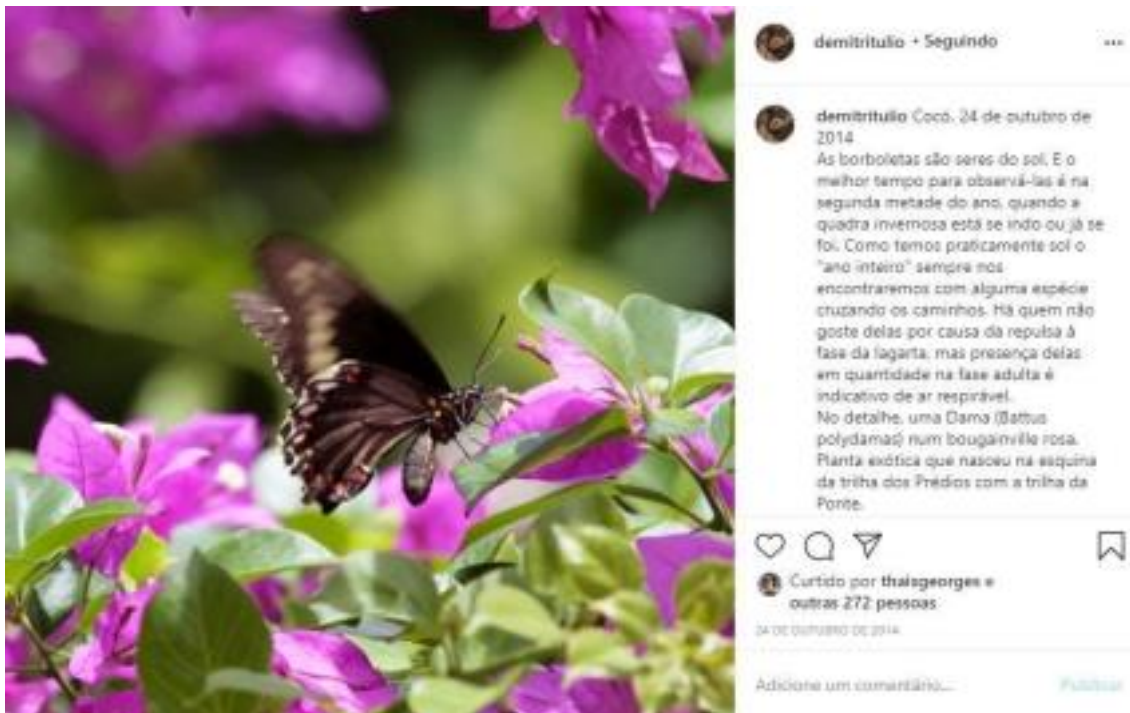 demitritulio • Seguindo
demitritulio Cocó, 24 de outubro de
2014
As borboletas são seres do sol. E o
melhor tempo para observá-las é na
segunda metade do ano, quando a
quadra invernosa está se indo ou já se
foi. Como temos praticamente sol o
"ano inteiro" sempre nos
encontraremos com alguma espécie
cruzando os caminhos. Há quem não
goste delas por causa da repulsa à
fase da lagarta, mas presença delas
em quantidade na fase adulta é
indicativo de ar respirável.
No detalhe, uma Dama (Battus
polydamas) num bougainville rosa.
Planta exótica que nasceu na esquina
da trilha dos Prédios com a trilha da
Ponte.
Curtido por thaisgeorges e
outras 272 pessoas
24 DE OUTUBRO DE 2014
Adicione um comentário... Publicar